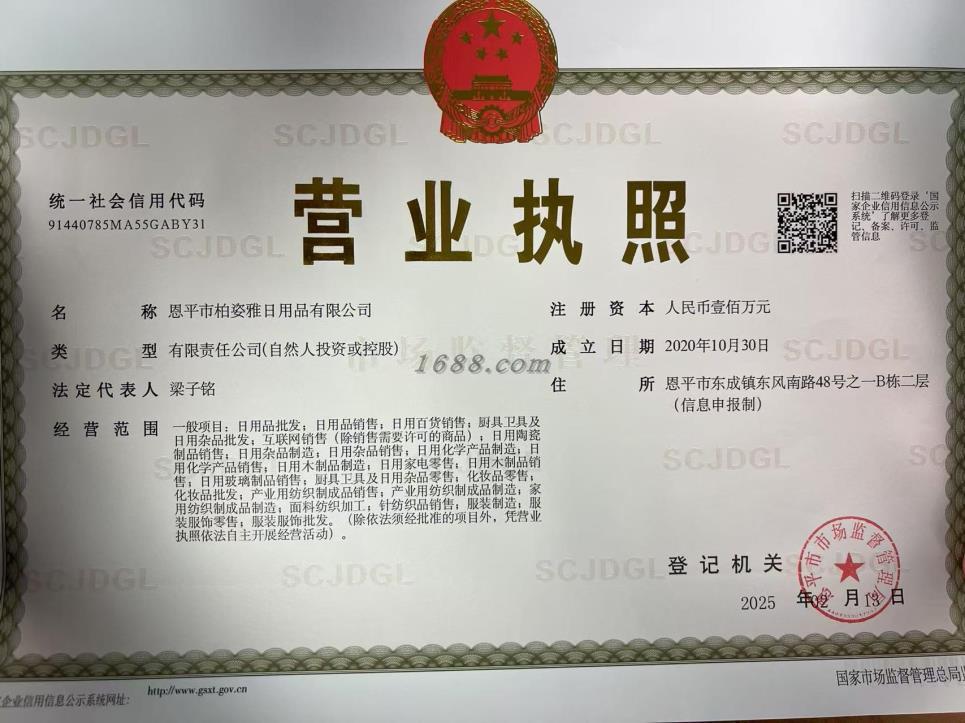 营业执照
统一社会信用代码
91440785MA55GABY31
扫描二维码登录‘国
家企业信用信息公示
系统’了解更多登
记、备案、许可、监
管信息
名称 恩平市柏姿雅日用品有限公司
类型 有限责任公司(自然人投资或控股)
法定代表人 梁子铭
经营范围 一般项目：日用品批发；日用品销售；日用百货销售；厨具卫具及
日用杂品批发；互联网销售（除销售需要许可的商品）；日用陶瓷
制品销售；日用杂品制造；日用杂品销售；日用化学产品制造；日
用化学产品销售；日用木制品制造；日用家电零售；日用木制品销
售；日用玻璃制品销售；厨具卫具及日用杂品零售；化妆品零售；
化妆品批发；产业用纺织制成品销售；产业用纺织制成品制造；家
用纺织制成品制造；面料纺织加工；针纺织品销售；服装制造；服
装服饰零售；服装服饰批发。（除依法须经批准的项目外，凭营业
执照依法自主开展经营活动）。
注册资本 人民币壹佰万元
成立日期 2020年10月30日
住所 恩平市东成镇东风南路48号之一B栋二层
（信息申报制）
1688.com
登记机关
恩平市市场监督管理局
2025 年02 月13 日
企业信用信息公示系统网址：
http://www.gsxt.gov.cn
国家市场监督管理总局
SCJDGL
市场监督管理